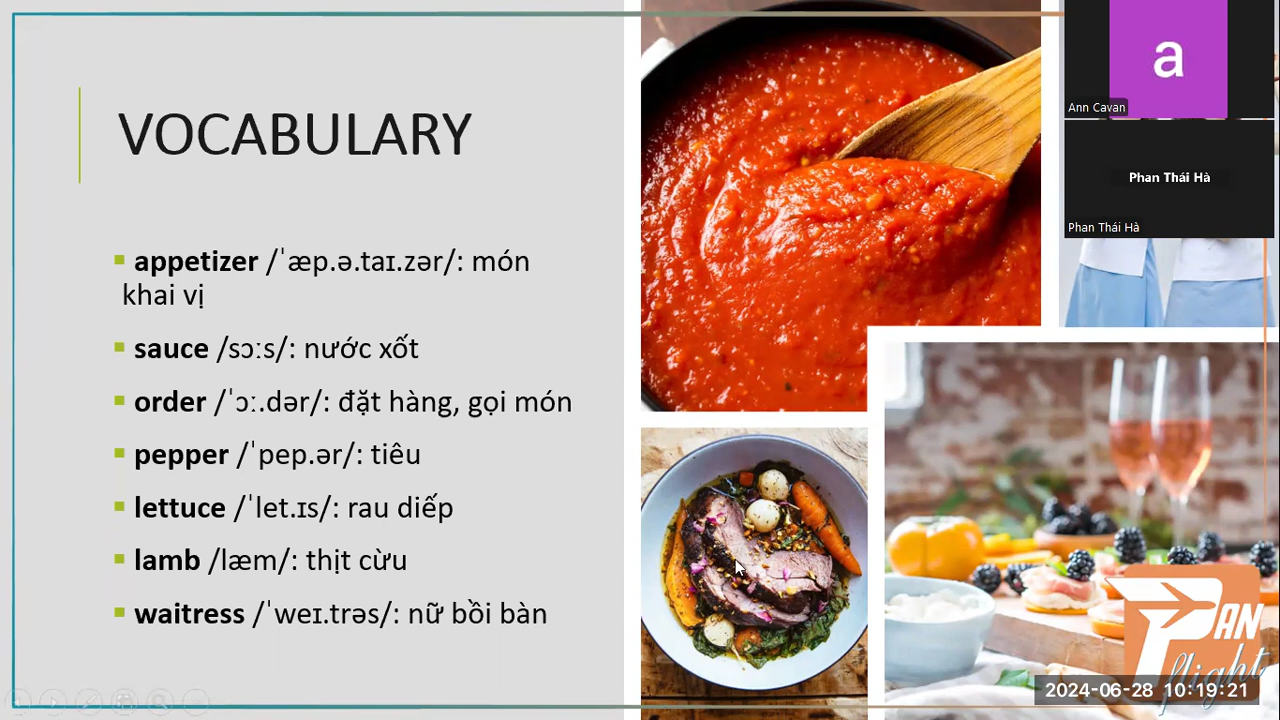 VOCABULARY
appetizer /ˈæp.ə.taɪ.zər/: món
khai vị
sauce /sɔːs/: nước xốt
order /ˈɔː.dər/: đặt hàng, gọi món
pepper /ˈpep.ər/: tiêu
lettuce /ˈlet.ɪs/: rau diếp
lamb /læm/: thịt cừu
waitress /ˈweɪ.trəs/: nữ bồi bàn
a
Ann Cavan
Phan Thái Hà
Phan Thái Hà
PAN
flight
2024-06-28 10:19:21